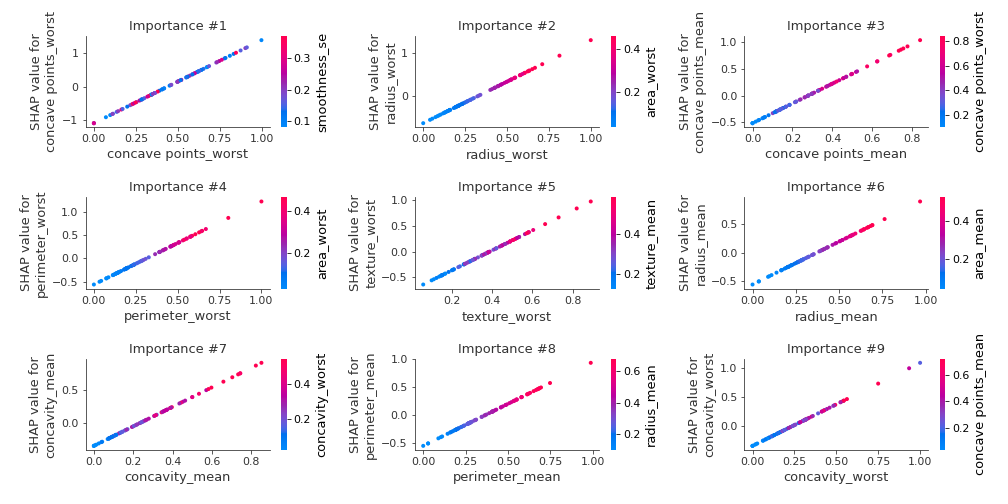 Importance #1
SHAP value for
concave points_worst
1
0
−1
0.00 0.25 0.50 0.75 1.00
concave points_worst
0.3
0.2
0.1
smoothness_se
Importance #2
SHAP value for
radius_worst
1
0
0.00 0.25 0.50 0.75 1.00
radius_worst
0.4
0.2
area_worst
Importance #3
SHAP value for
concave points_mean
1.0
0.5
0.0
−0.5
0.0 0.2 0.4 0.6 0.8
concave points_mean
0.8
0.6
0.4
0.2
concave points_worst
Importance #4
SHAP value for
perimeter_worst
1.0
0.5
0.0
−0.5
0.00 0.25 0.50 0.75 1.00
perimeter_worst
0.4
0.2
area_worst
Importance #5
SHAP value for
texture_worst
1.0
0.5
0.0
−0.5
0.2 0.4 0.6 0.8
texture_worst
0.4
0.2
texture_mean
Importance #6
SHAP value for
radius_mean
0.5
0.0
−0.5
0.00 0.25 0.50 0.75 1.00
radius_mean
0.4
0.2
area_mean
Importance #7
SHAP value for
concavity_mean
0.5
0.0
0.0 0.2 0.4 0.6 0.8
concavity_mean
0.4
0.2
concavity_worst
Importance #8
SHAP value for
perimeter_mean
1.0
0.5
0.0
−0.5
0.00 0.25 0.50 0.75 1.00
perimeter_mean
0.6
0.4
0.2
radius_mean
Importance #9
SHAP value for
concavity_worst
1.0
0.5
0.0
0.00 0.25 0.50 0.75 1.00
concavity_worst
0.6
0.4
0.2
concave points_mean